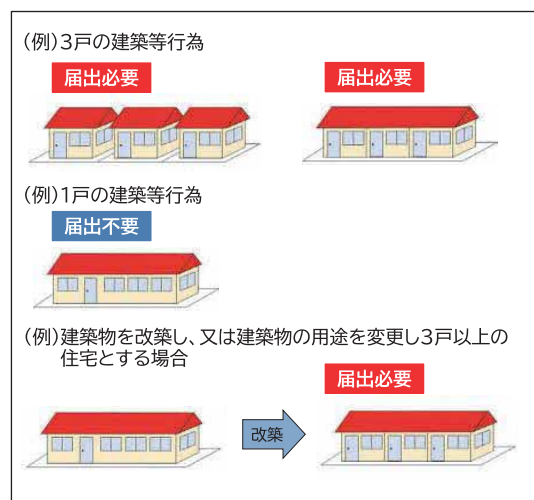 (例)3戸の建築等行為
届出必要
届出必要
(例)1戸の建築等行為
届出不要
(例)建築物を改築し、又は建築物の用途を変更し3戸以上の
住宅とする場合
届出必要
改築